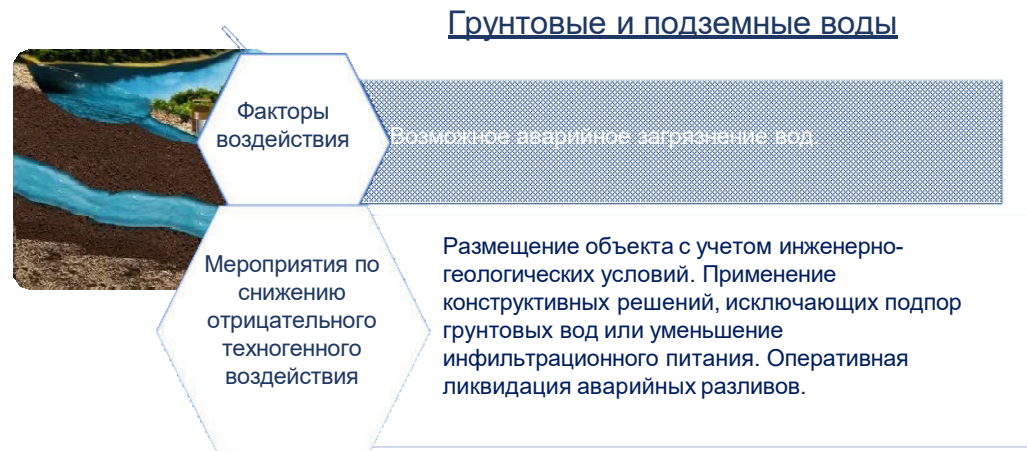 Грунтовые и подземные воды
Факторы
воздействия
Возможное аварийное загрязнение вод.
Мероприятия по
снижению
отрицательного
техногенного
воздействия
Размещение объекта с учетом инженерно-
геологических условий. Применение
конструктивных решений, исключающих подпор
грунтовых вод или уменьшение
инфильтрационного питания. Оперативная
ликвидация аварийных разливов.